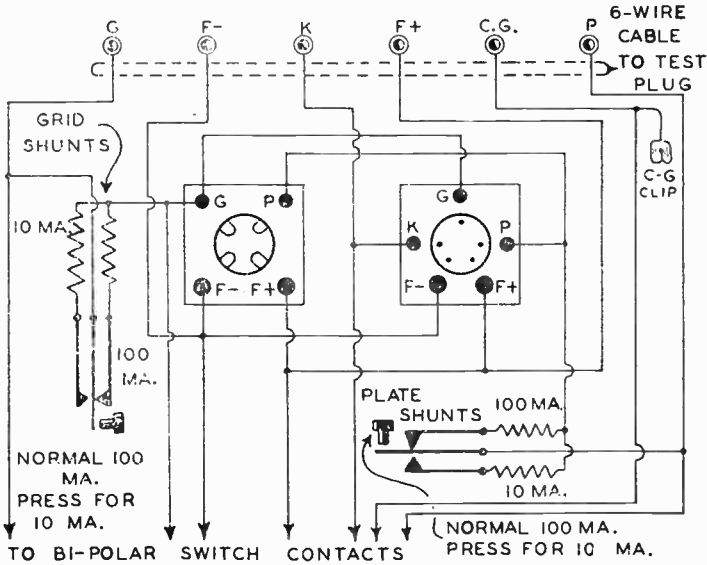 G F- K F+ C.G. P
6-WIRE
CABLE
TO TEST
PLUG
GRID
SHUNTS
C-G
CLIP
G P
G
K P
10 MA.
F- F+
F- F+
100
MA.
PLATE
SHUNTS
100 MA.
10 MA.
NORMAL 100
MA.
PRESS FOR
10 MA.
NORMAL 100 MA.
PRESS FOR 10 MA.
TO BI-POLAR SWITCH CONTACTS